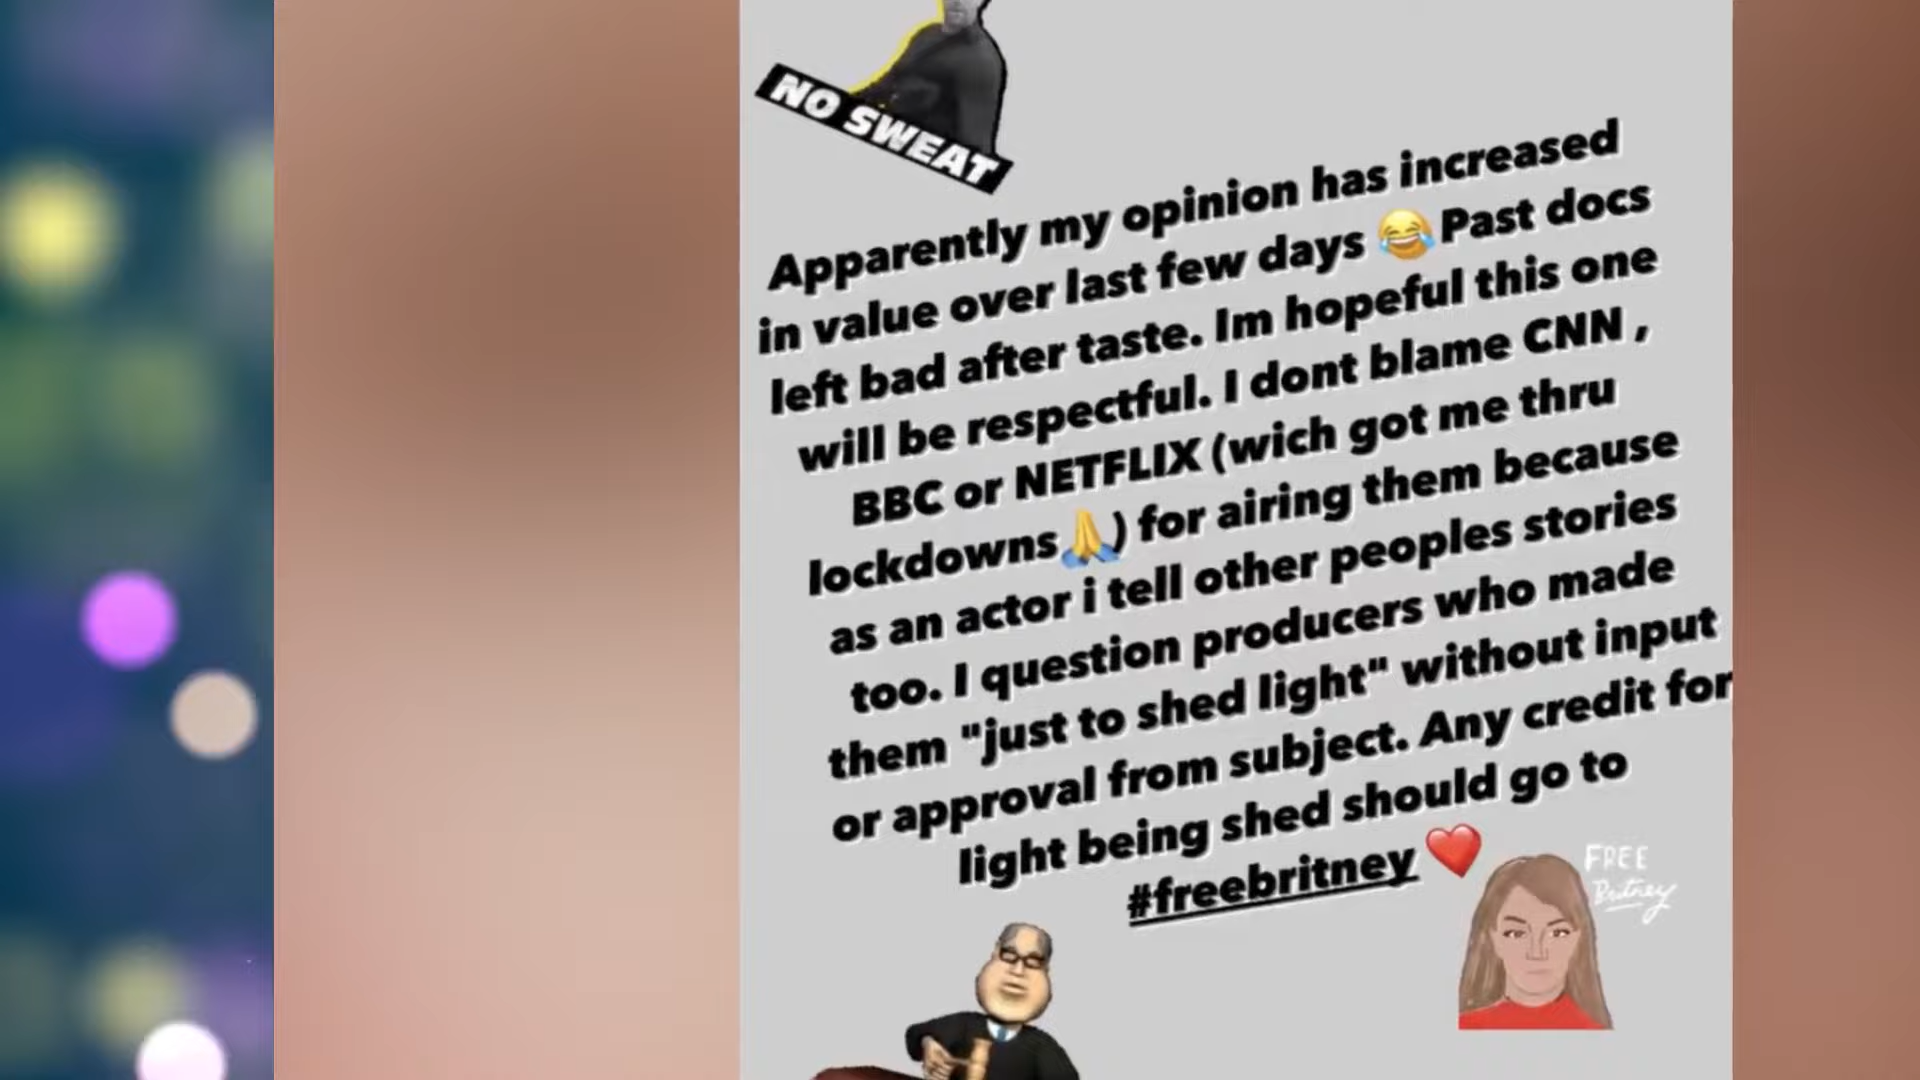 NO SWEAT
Apparently my opinion has increased
in value over last few days 😂 Past docs
left bad after taste. Im hopeful this one
will be respectful. I dont blame CNN ,
BBC or NETFLIX (wich got me thru
lockdowns🙏) for airing them because
as an actor i tell other peoples stories
too. I question producers who made
them "just to shed light" without input
or approval from subject. Any credit for
light being shed should go to
#freebritney ❤️
FREE
Britney